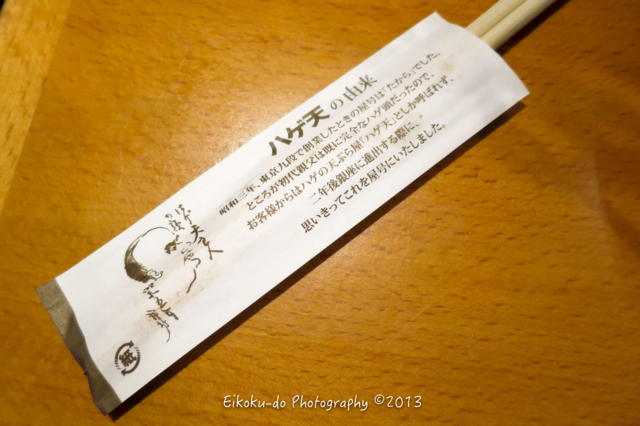 ハゲ天の由来
昭和三年、東京九段で創業したときの屋号は「たから」でした。
ところが初代親父は既に完全なハゲ頭だったので、
お客様からはハゲの天ぷら屋「ハゲ天」としか呼ばれず、
二年後銀座に進出する際に、
思いきってこれを屋号にいたしました。
紙
Eikoku-do Photography ©2013